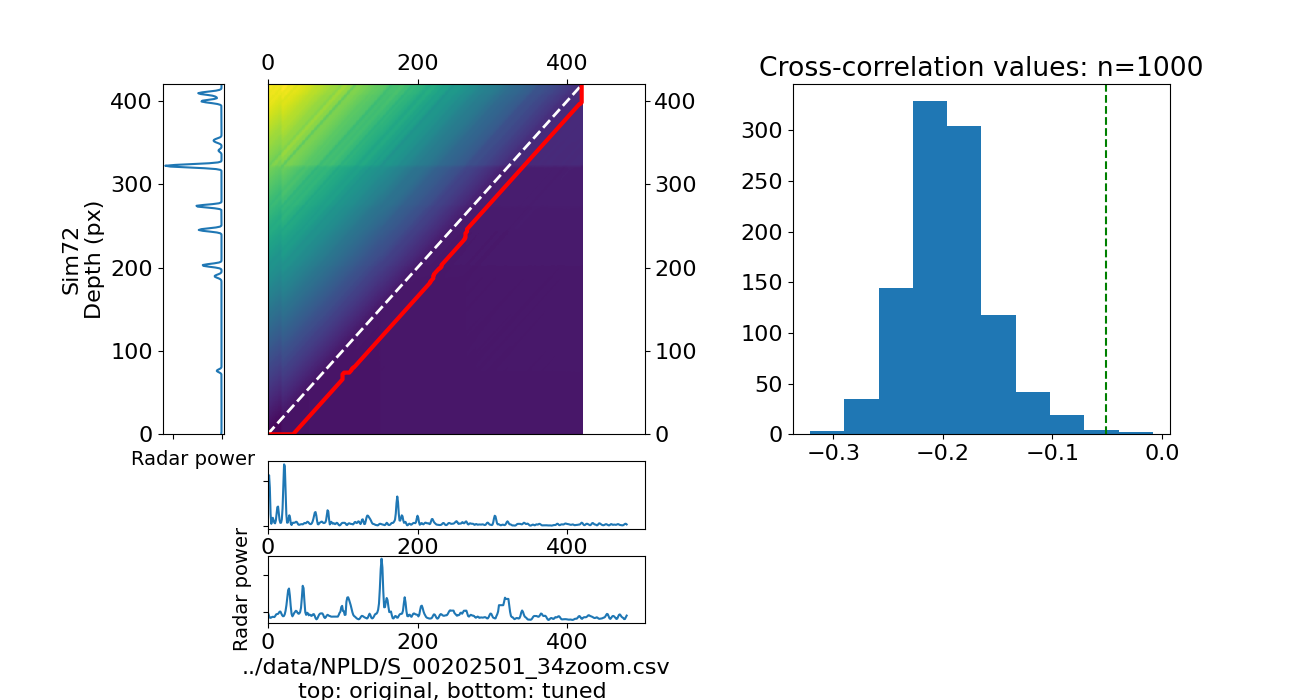 0 200 400
400
300
200
100
0
Sim72
Depth (px)
Radar power
400
300
200
100
0
0 200 400
Radar power
0 200 400
../data/NPLD/S_00202501_34zoom.csv
top: original, bottom: tuned
Cross-correlation values: n=1000
300
250
200
150
100
50
0
−0.3 −0.2 −0.1 0.0